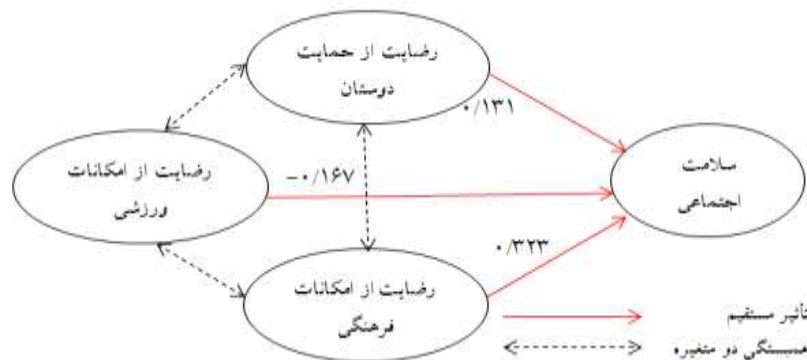 رضایت از حمایت
دوستان
۰/۱۳۱
رضایت از امکانات
ورزشی
-۰/۱۶۷
سلامت
اجتماعی
۰/۳۲۳
رضایت از امکانات
فرهنگی
تأثیر مستقیم
همبستگی دو متغیره